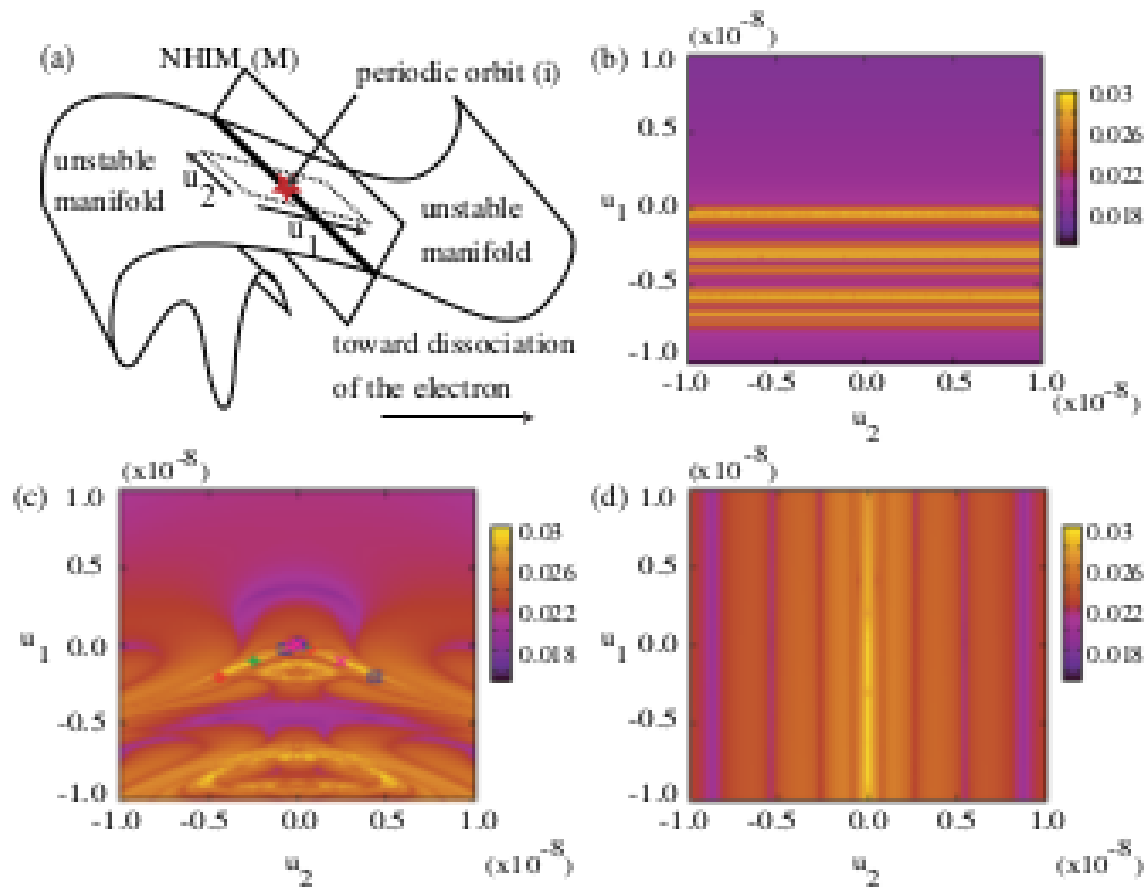 (a)
NHIM (M)
periodic orbit (i)
unstable
manifold
u2
u1
unstable
manifold
toward dissociation
of the electron
(x10-8)
(b)
1.0
0.5
u1 0.0
-0.5
-1.0
-1.0 -0.5 0.0 0.5 1.0
(x10-8)
u2
0.03
0.026
0.022
0.018
(x10-8)
(c)
1.0
0.5
u1 0.0
-0.5
-1.0
-1.0 -0.5 0.0 0.5 1.0
u2 (x10-8)
0.03
0.026
0.022
0.018
(x10-8)
(d)
1.0
0.5
u1 0.0
-0.5
-1.0
-1.0 -0.5 0.0 0.5 1.0
u2 (x10-8)
0.03
0.026
0.022
0.018